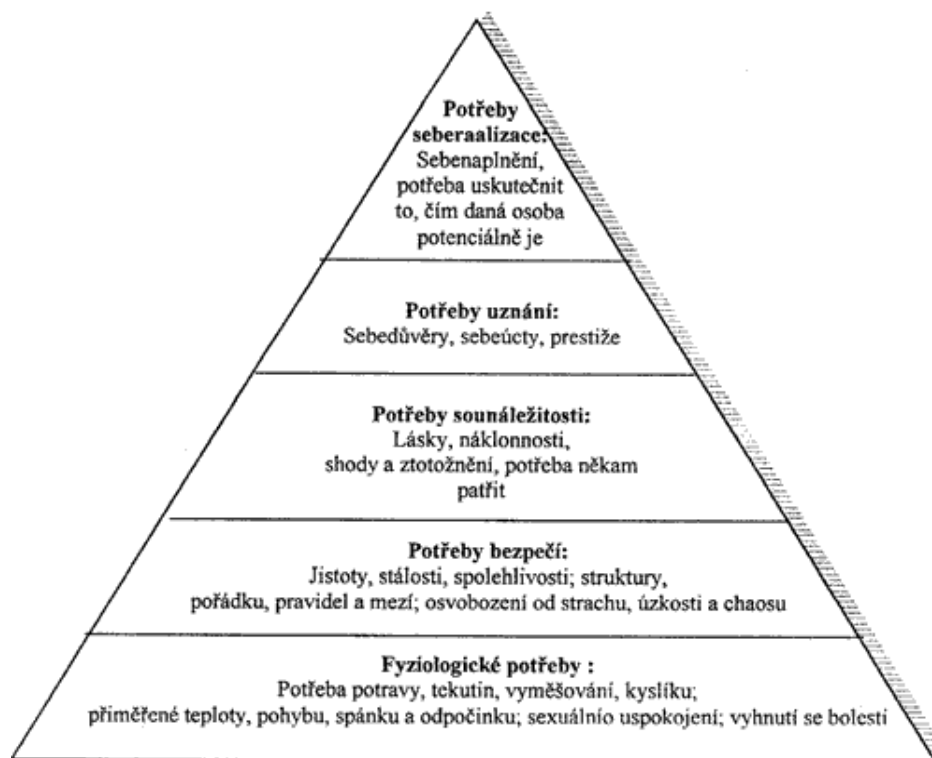 Potřeby
seberaalizace:
Sebenaplnění,
potřeba uskutečnit
to, čím daná osoba
potenciálně je
Potřeby uznání:
Sebedůvěry, sebeúcty, prestiže
Potřeby sounáležitosti:
Lásky, náklonnosti,
shody a ztotožnění, potřeba někam
patřit
Potřeby bezpečí:
Jistoty, stálosti, spolehlivosti; struktury,
pořádku, pravidel a mezí; osvobození od strachu, úzkosti a chaosu
Fyziologické potřeby :
Potřeba potravy, tekutin, vyměšování, kyslíku;
přiměřené teploty, pohybu, spánku a odpočinku; sexuálnío uspokojení; vyhnutí se bolesti